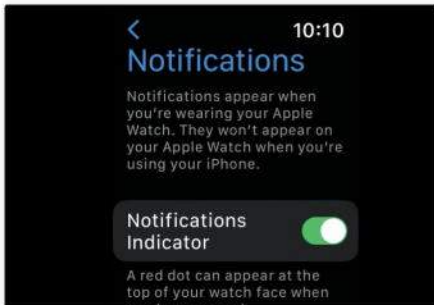 10:10
Notifications
Notifications appear when
you're wearing your Apple
Watch. They won't appear on
your Apple Watch when you're
using your iPhone.
Notifications
Indicator
A red dot can appear at the
top of your watch face when